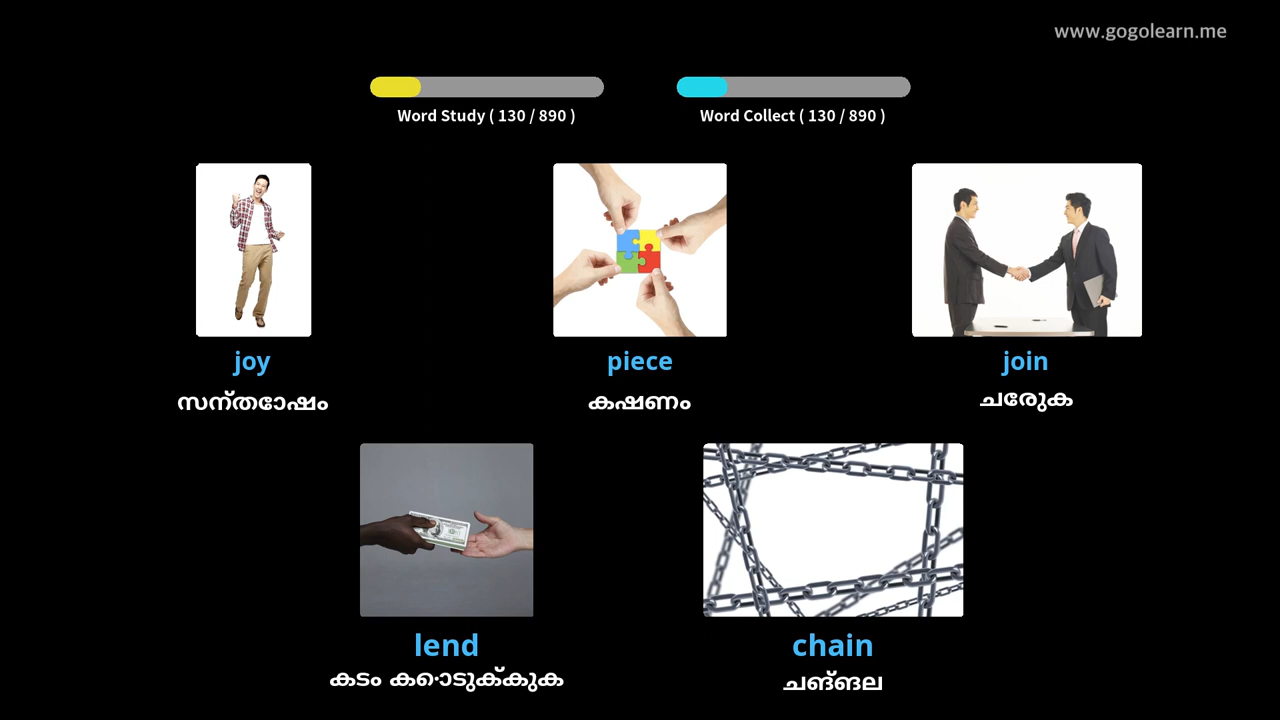 www.gogolearn.me
Word Study ( 130 / 890 )
Word Collect ( 130 / 890 )
joy
piece
join
സന്തോഷം
കഷണം
ചേരുക
lend
chain
കടം കൊടുക്കുക
ചങ്ങല